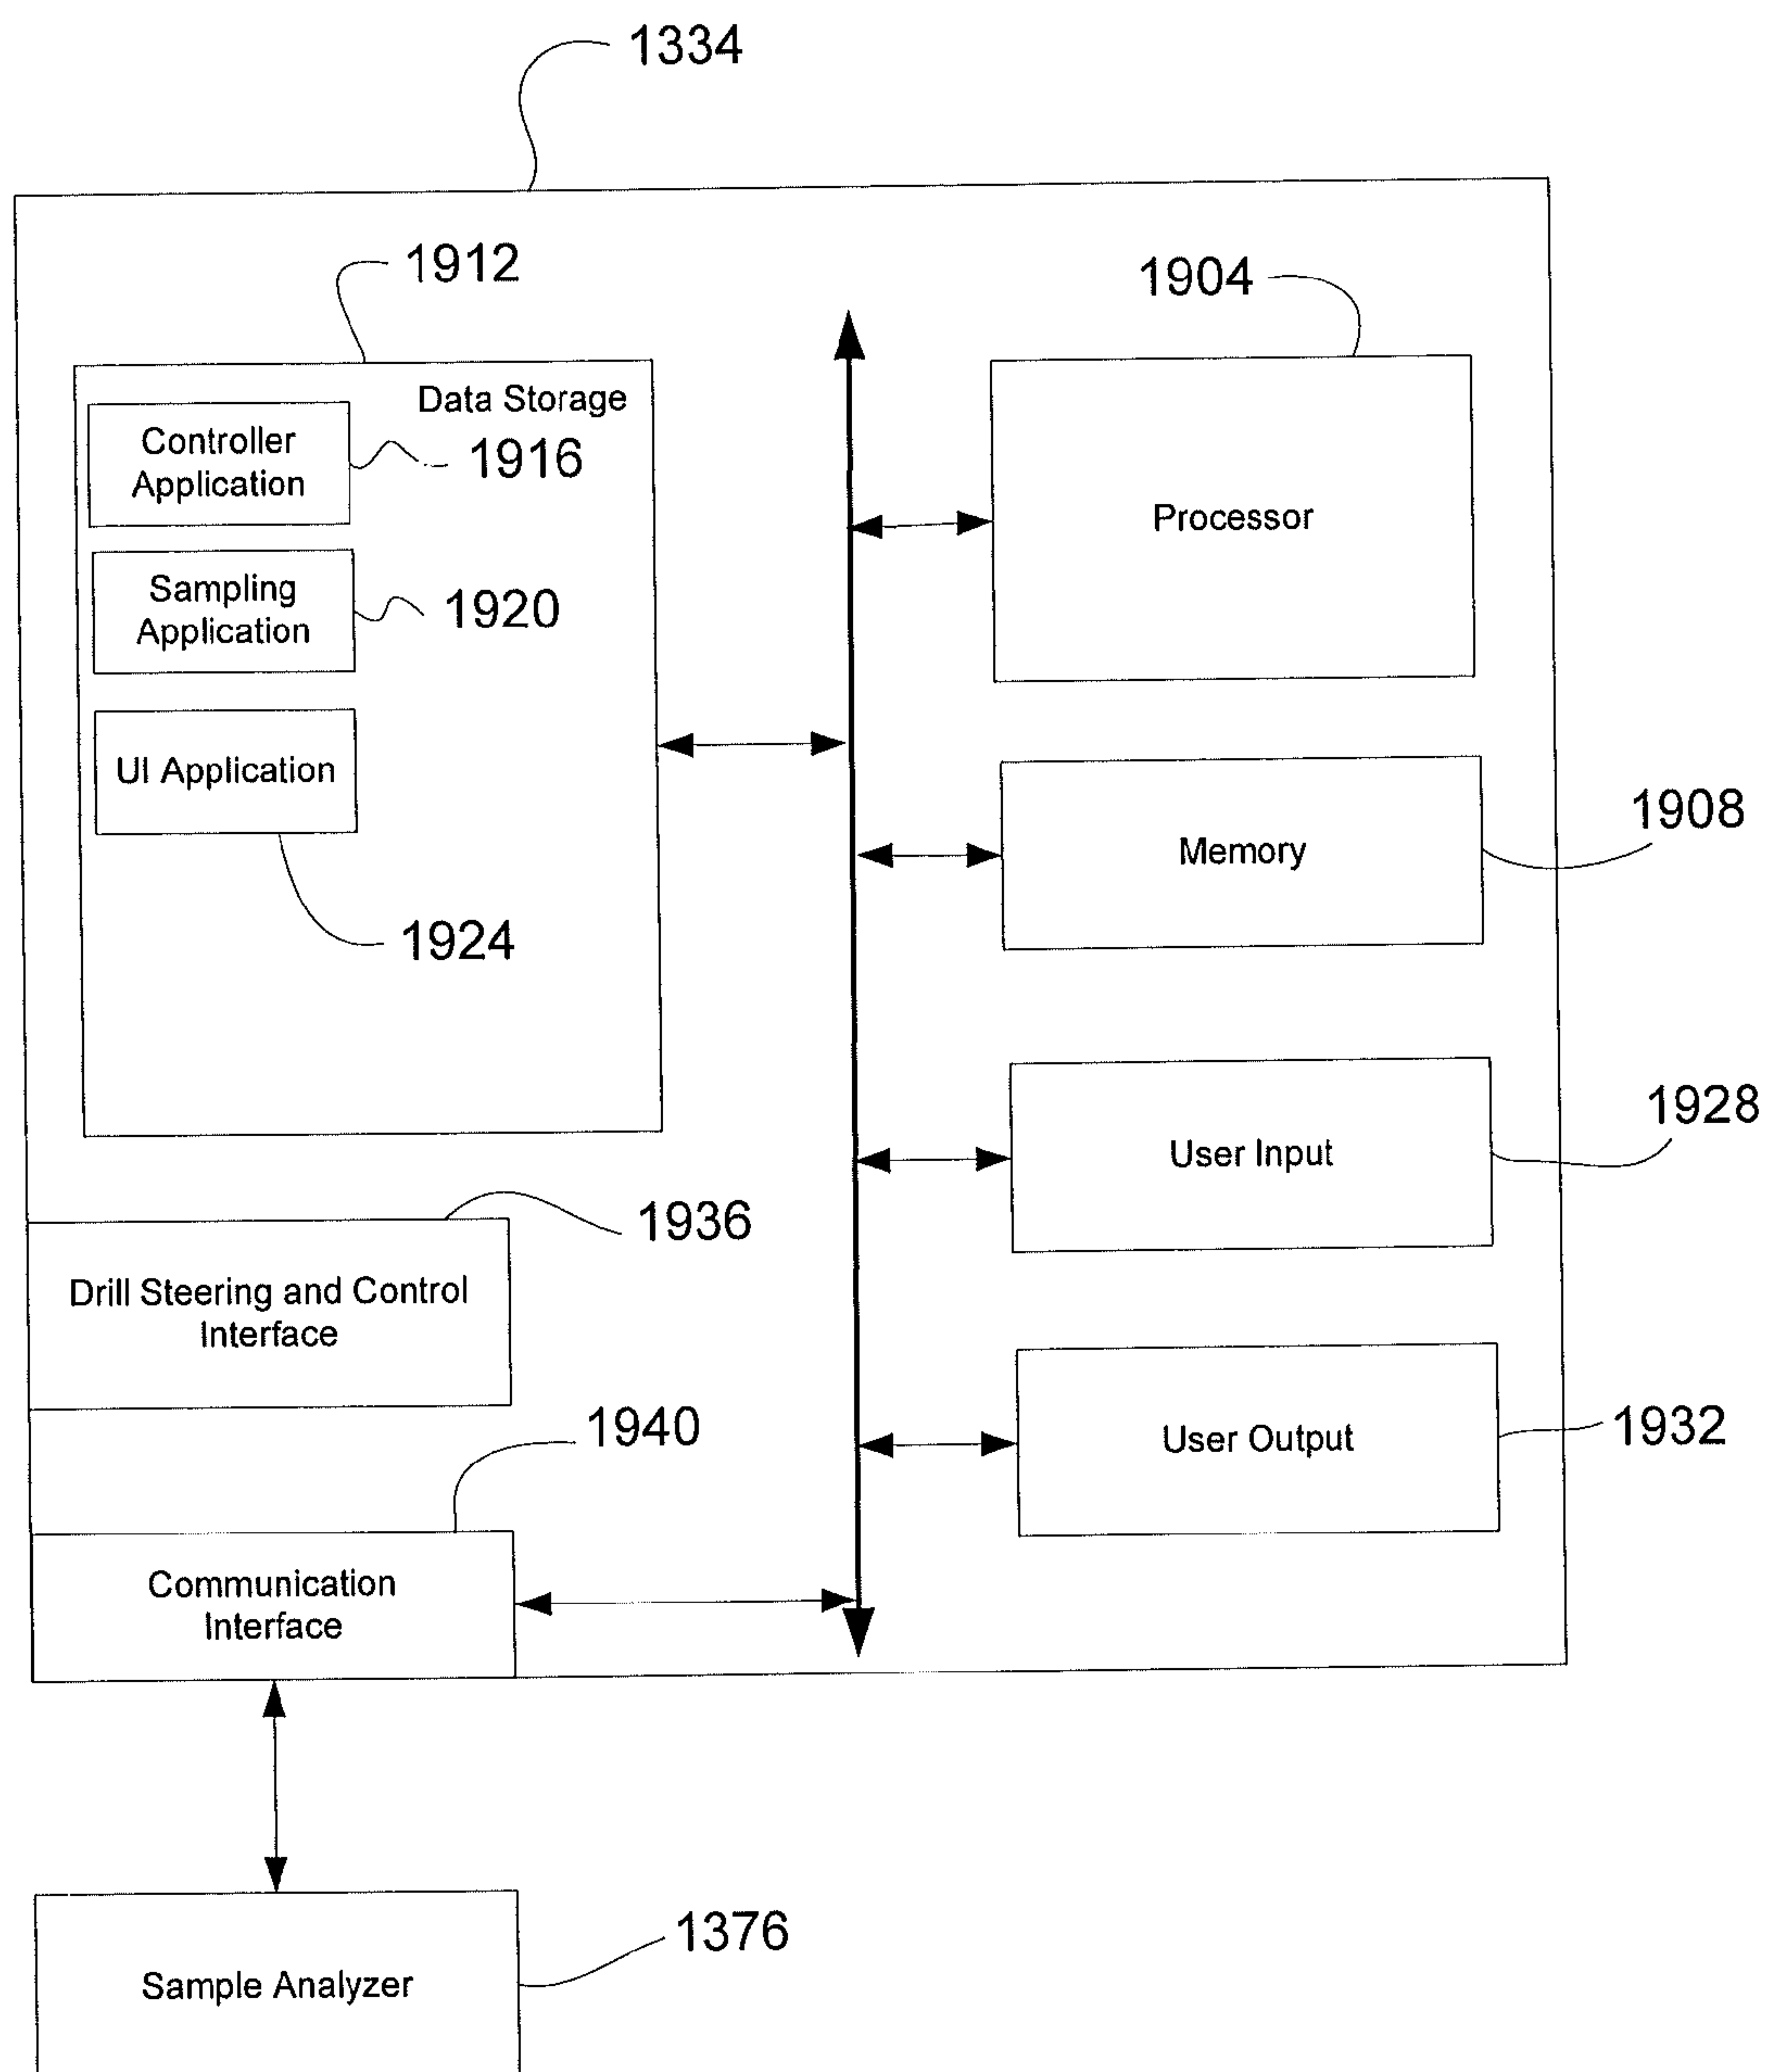 1334
1912
1904
Data Storage
Controller
Application
1916
Processor
Sampling
Application
1920
UI Application
1908
Memory
1924
1928
User Input
1936
Drill Steering and Control
Interface
1940
1932
User Output
Communication
Interface
1376
Sample Analyzer